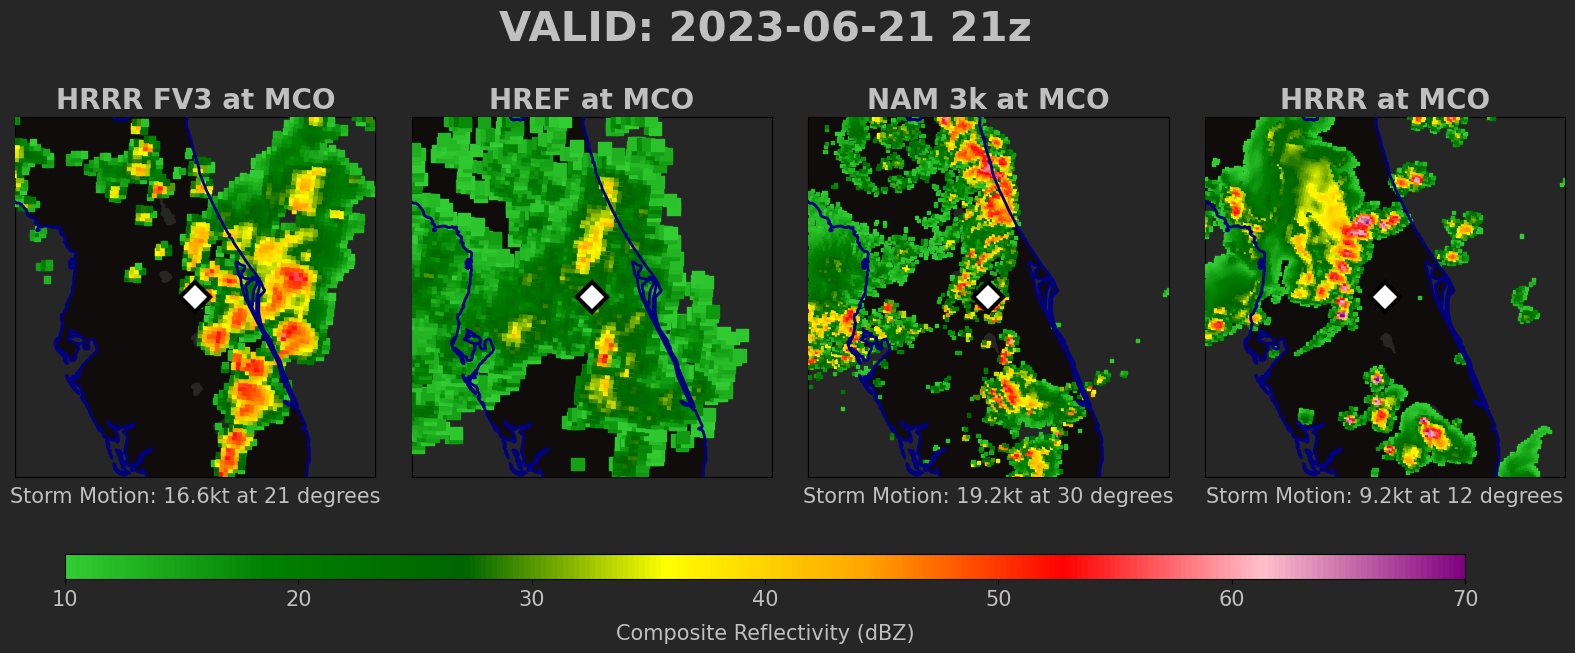 VALID: 2023-06-21 21z
HRRR FV3 at MCO
HREF at MCO
NAM 3k at MCO
HRRR at MCO
Storm Motion: 16.6kt at 21 degrees
Storm Motion: 19.2kt at 30 degrees
Storm Motion: 9.2kt at 12 degrees
10 20 30 40 50 60 70
Composite Reflectivity (dBZ)